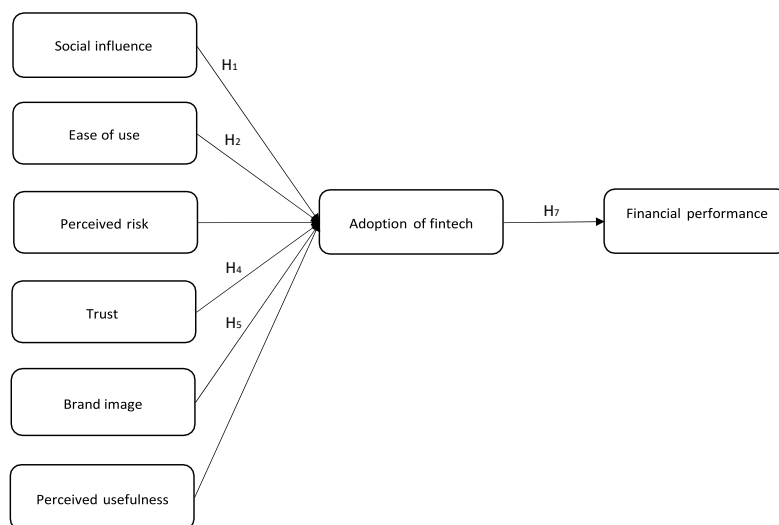 Social influence
H1
Ease of use
H2
Perceived risk
Adoption of fintech
H7
Financial performance
H4
Trust
H5
Brand image
Perceived usefulness